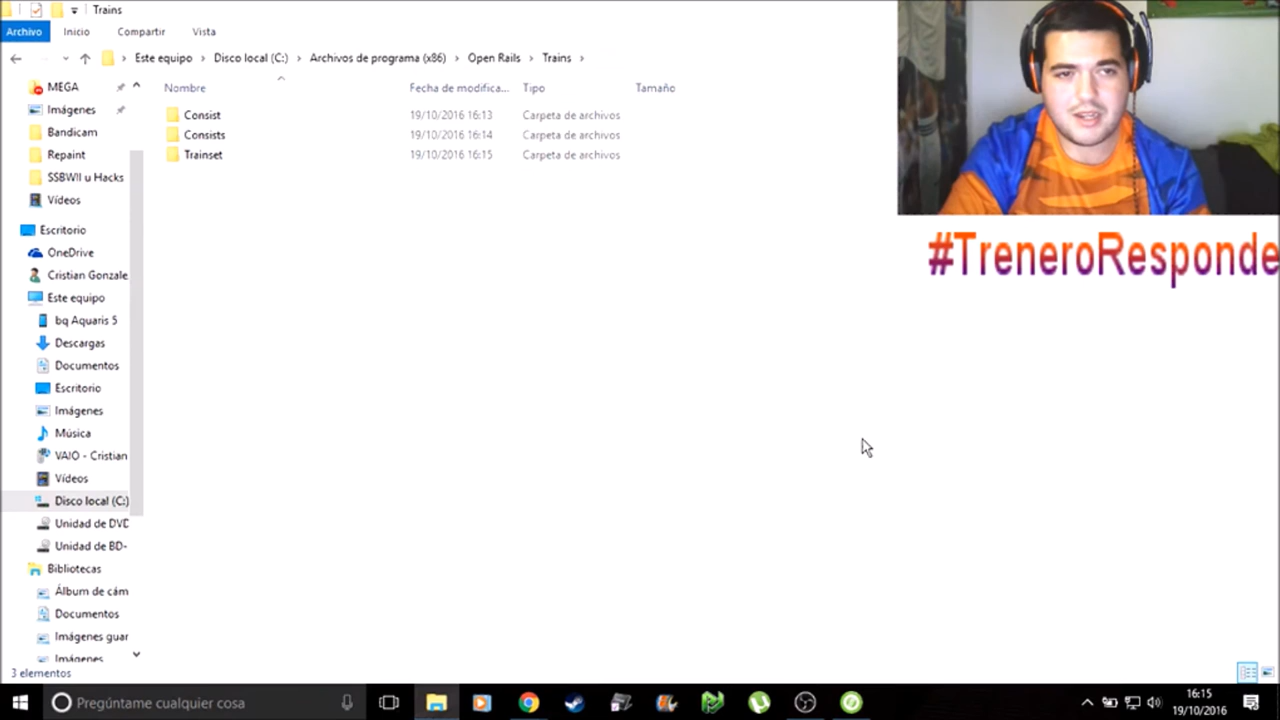 Trains
Archivo Inicio Compartir Vista
Este equipo Disco local (C:) Archivos de programa (x86) Open Rails Trains
Nombre Fecha de modifica... Tipo Tamaño
Consist 19/10/2016 16:13 Carpeta de archivos
Consists 19/10/2016 16:14 Carpeta de archivos
Trainset 19/10/2016 16:15 Carpeta de archivos
MEGA
Imágenes
Bandicam
Repaint
SSBWII u Hacks
Vídeos
Escritorio
OneDrive
Cristian Gonzale
Este equipo
bq Aquaris 5
Descargas
Documentos
Escritorio
Imágenes
Música
VAIO - Cristian
Vídeos
Disco local (C:)
Unidad de DVD
Unidad de BD-
Bibliotecas
Álbum de cám
Documentos
Imágenes guar
Imágenes
3 elementos
#TreneroResponde
Pregúntame cualquier cosa
16:15
19/10/2016